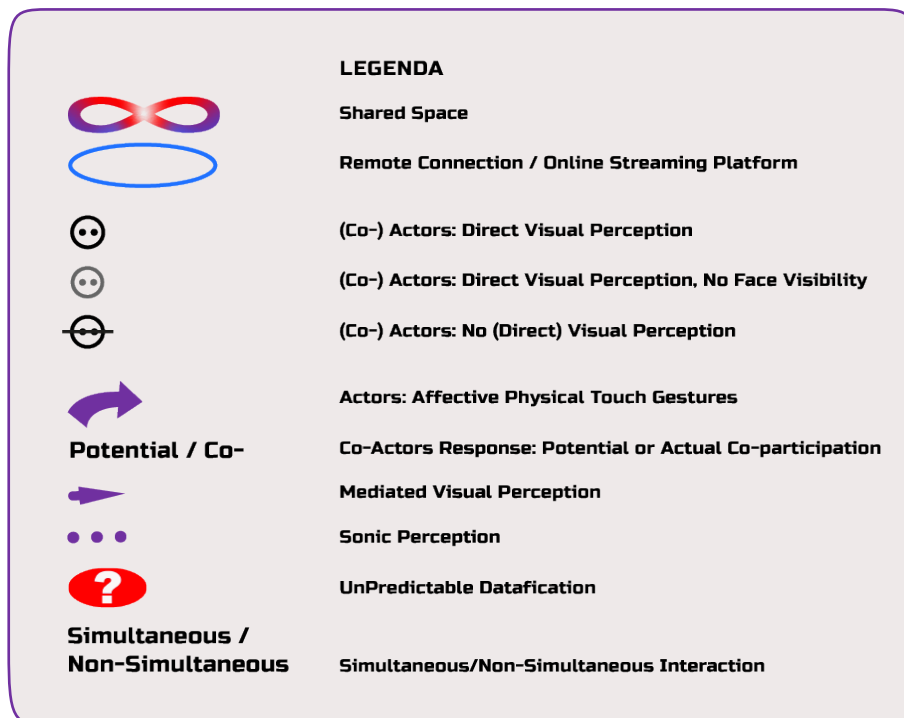 LEGENDA
Shared Space
Remote Connection / Online Streaming Platform
(Co-) Actors: Direct Visual Perception
(Co-) Actors: Direct Visual Perception, No Face Visibility
(Co-) Actors: No (Direct) Visual Perception
Actors: Affective Physical Touch Gestures
Potential / Co- Co-Actors Response: Potential or Actual Co-participation
Mediated Visual Perception
Sonic Perception
? UnPredictable Datafication
Simultaneous /
Non-Simultaneous Simultaneous/Non-Simultaneous Interaction